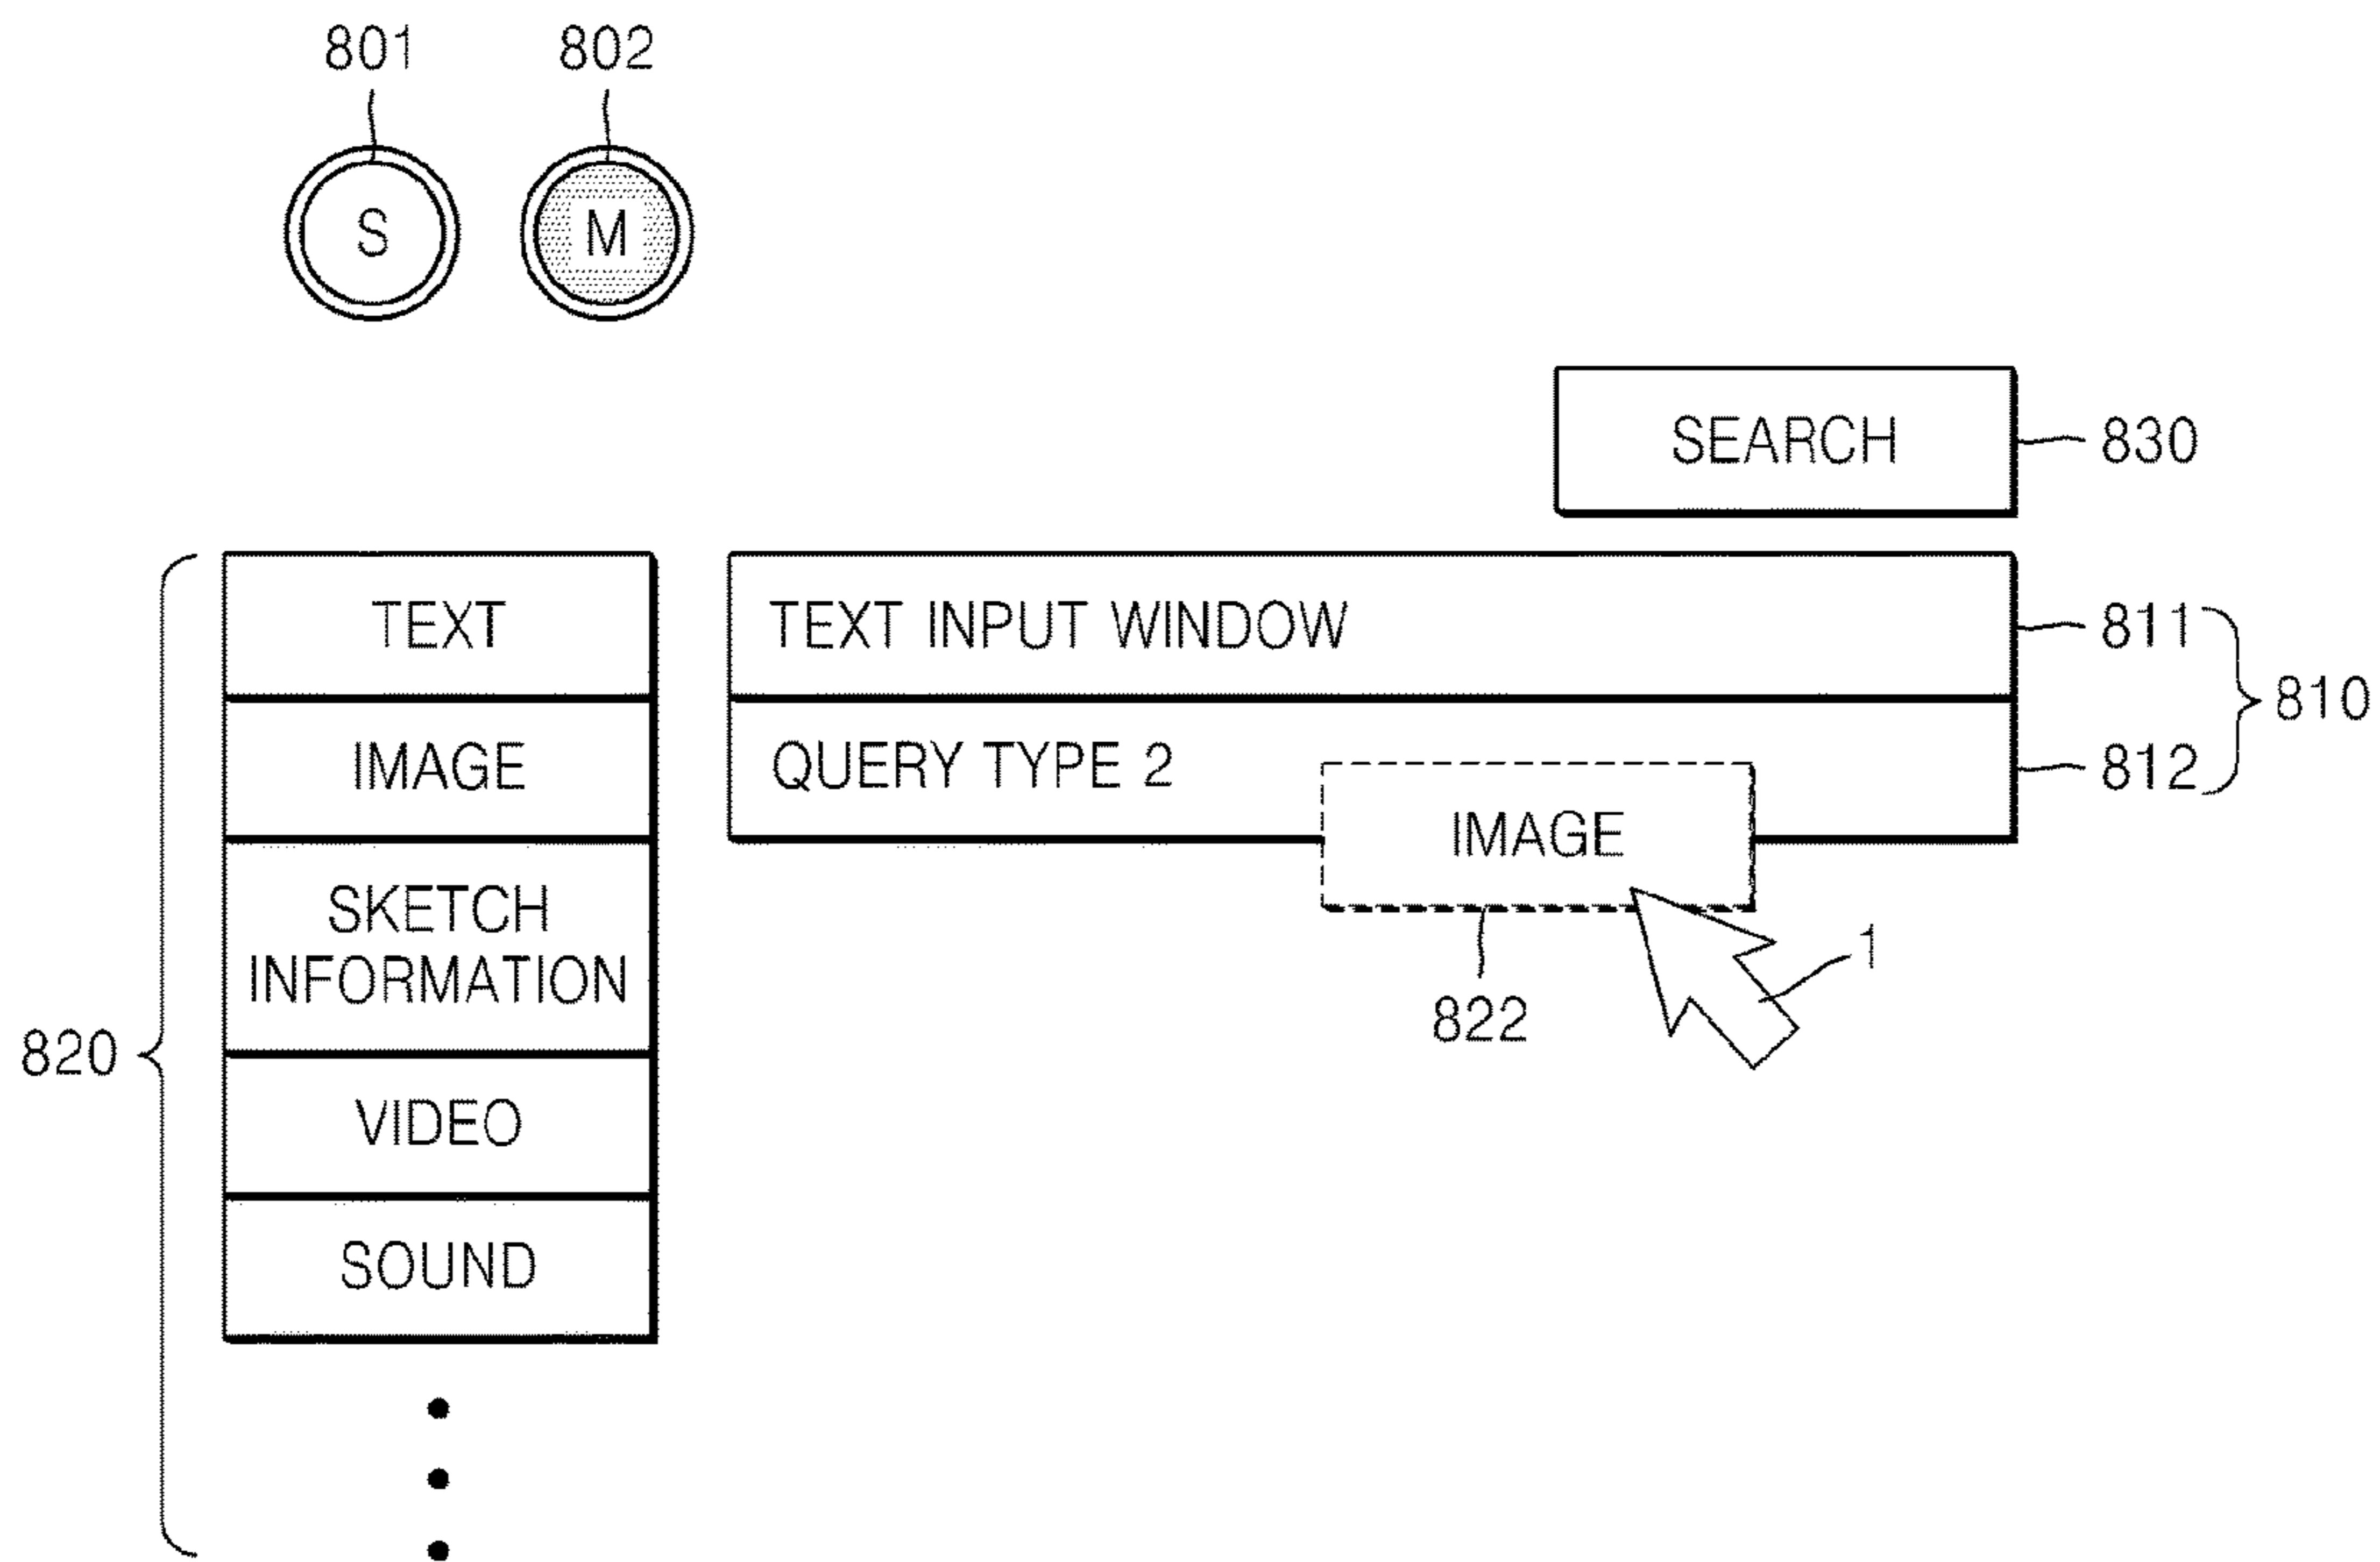 801 802
S M
SEARCH 830
TEXT TEXT INPUT WINDOW 811
810
IMAGE QUERY TYPE 2 812
IMAGE
SKETCH
INFORMATION
1
822
820
VIDEO
SOUND